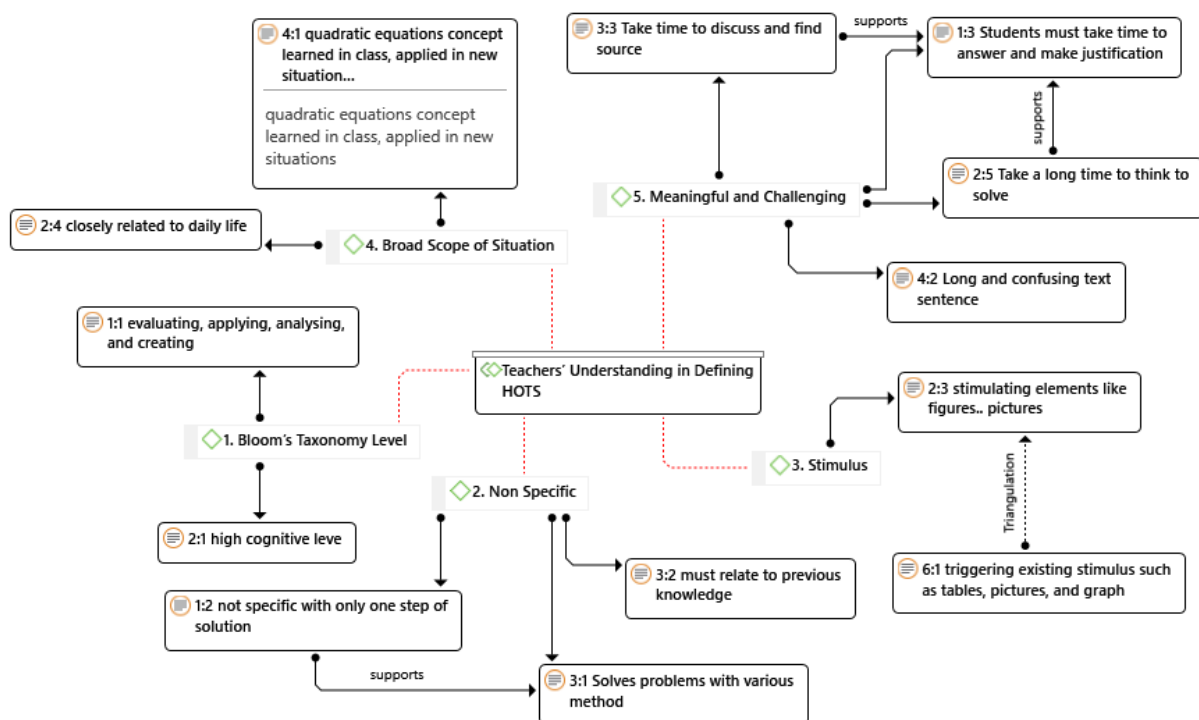 4:1 quadratic equations concept
learned in class, applied in new
situation...
quadratic equations concept
learned in class, applied in new
situations
3:3 Take time to discuss and find
source
supports
1:3 Students must take time to
answer and make justification
supports
2:5 Take a long time to think to
solve
5. Meaningful and Challenging
2:4 closely related to daily life
4. Broad Scope of Situation
4:2 Long and confusing text
sentence
1:1 evaluating, applying, analysing,
and creating
Teachers’ Understanding in Defining
HOTS
2:3 stimulating elements like
figures.. pictures
1. Bloom’s Taxonomy Level
3. Stimulus
2. Non Specific
Triangulation
2:1 high cognitive leve
3:2 must relate to previous
knowledge
6:1 triggering existing stimulus such
as tables, pictures, and graph
1:2 not specific with only one step of
solution
supports
3:1 Solves problems with various
method